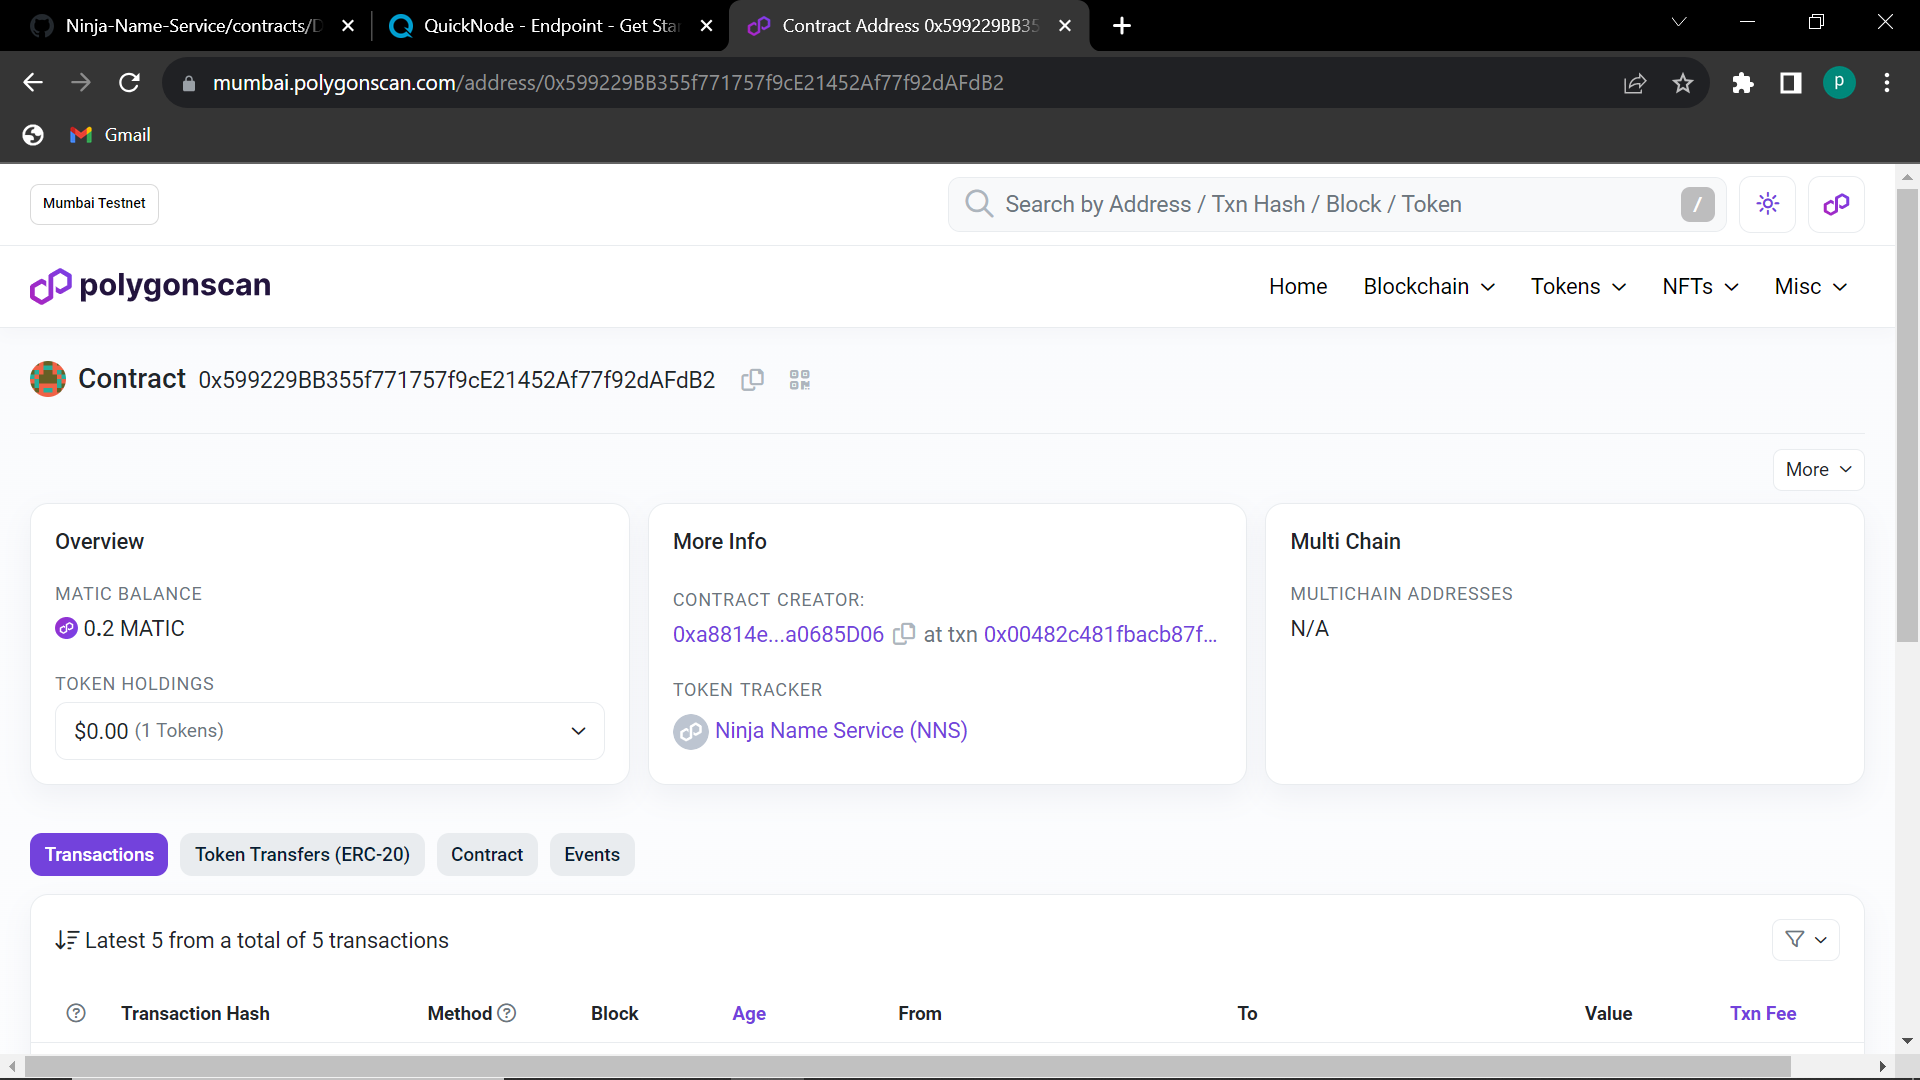 Ninja-Name-Service/contracts/D
QuickNode - Endpoint - Get Star
Contract Address 0x599229BB35
mumbai.polygonscan.com/address/0x599229BB355f771757f9cE21452Af77f92dAFdB2
p
Gmail
Mumbai Testnet
Search by Address / Txn Hash / Block / Token
/
polygonscan
Home
Blockchain
Tokens
NFTs
Misc
Contract 0x599229BB355f771757f9cE21452Af77f92dAFdB2
More
Overview
MATIC BALANCE
0.2 MATIC
TOKEN HOLDINGS
$0.00 (1 Tokens)
More Info
CONTRACT CREATOR:
0xa8814e...a0685D06 at txn 0x00482c481fbacb87f...
TOKEN TRACKER
Ninja Name Service (NNS)
Multi Chain
MULTICHAIN ADDRESSES
N/A
Transactions
Token Transfers (ERC-20)
Contract
Events
Latest 5 from a total of 5 transactions
Transaction Hash
Method
Block
Age
From
To
Value
Txn Fee